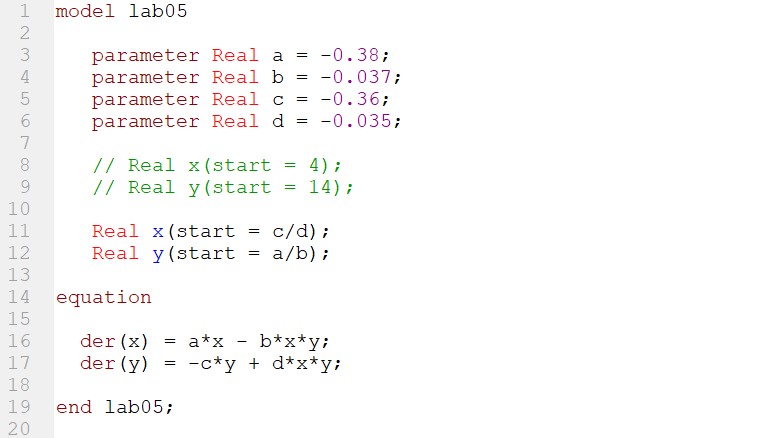 1 model lab05
2
3 parameter Real a = -0.38;
4 parameter Real b = -0.037;
5 parameter Real c = -0.36;
6 parameter Real d = -0.035;
7
8 // Real x(start = 4);
9 // Real y(start = 14);
10
11 Real x(start = c/d);
12 Real y(start = a/b);
13
14 equation
15
16 der(x) = a*x - b*x*y;
17 der(y) = -c*y + d*x*y;
18
19 end lab05;
20